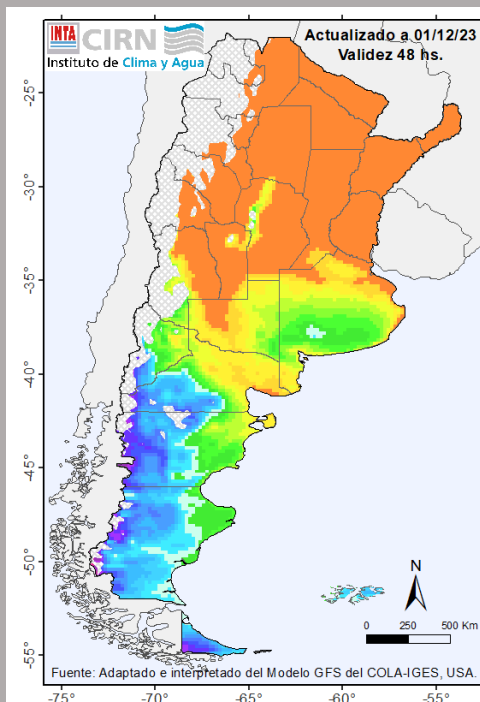 INTA CIRN
Instituto de Clima y Agua
Actualizado a 01/12/23
Validez 48 hs.
-25°
-30°
-35°
-40°
-45°
-50°
-55°
N
0 250 500 Km
Fuente: Adaptado e interpretado del Modelo GFS del COLA-IGES, USA.
-75° -70° -65° -60° -55°